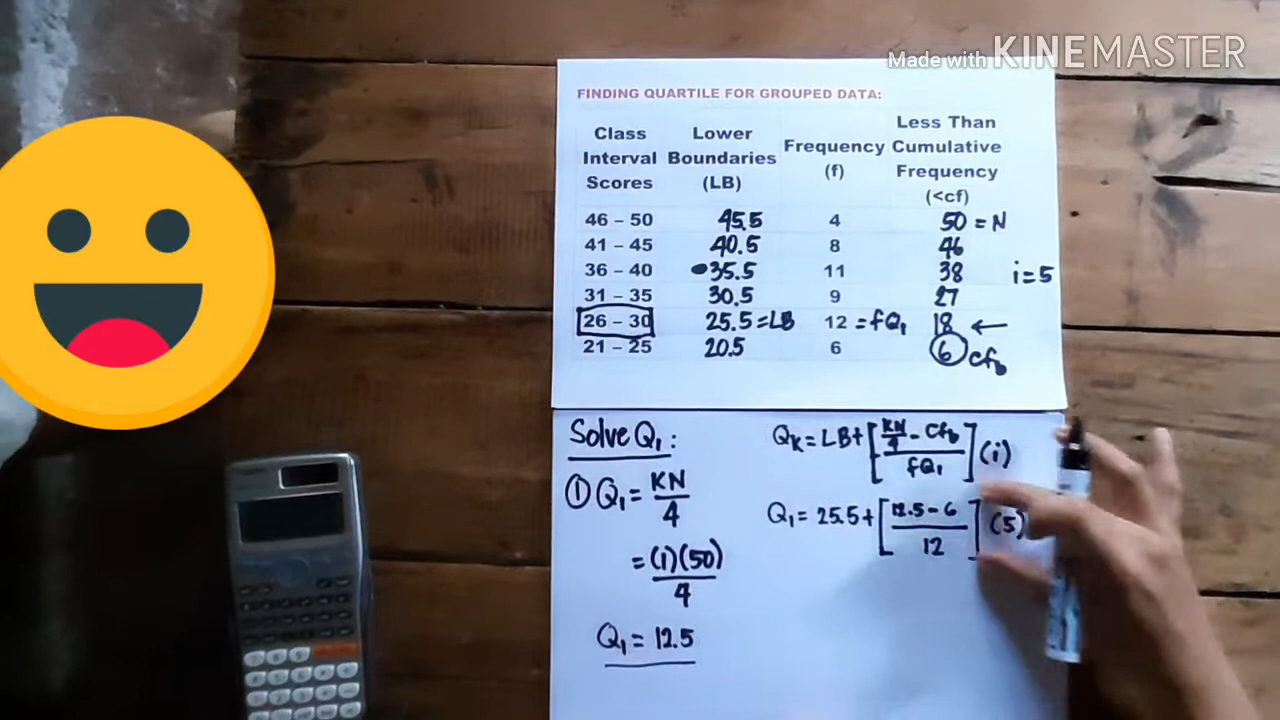 Made with KINEMASTER
FINDING QUARTILE FOR GROUPED DATA:
Class Interval Scores Lower Boundaries (LB) Frequency (f) Less Than Cumulative Frequency (<cf)
46 – 50 45.5 4 50 = N
41 – 45 40.5 8 46
36 – 40 35.5 11 38 i=5
31 – 35 30.5 9 27
26 – 30 25.5=LB 12 =fQ₁ 18 ←
21 – 25 20.5 6 6 cfb
Solve Q₁:
① Q₁ = KN/4
= (1)(50)/4
Q₁ = 12.5
QK = LB+[(KN/4 - cfb)/fQ₁](i)
Q₁ = 25.5+[(12.5-6)/12](5)